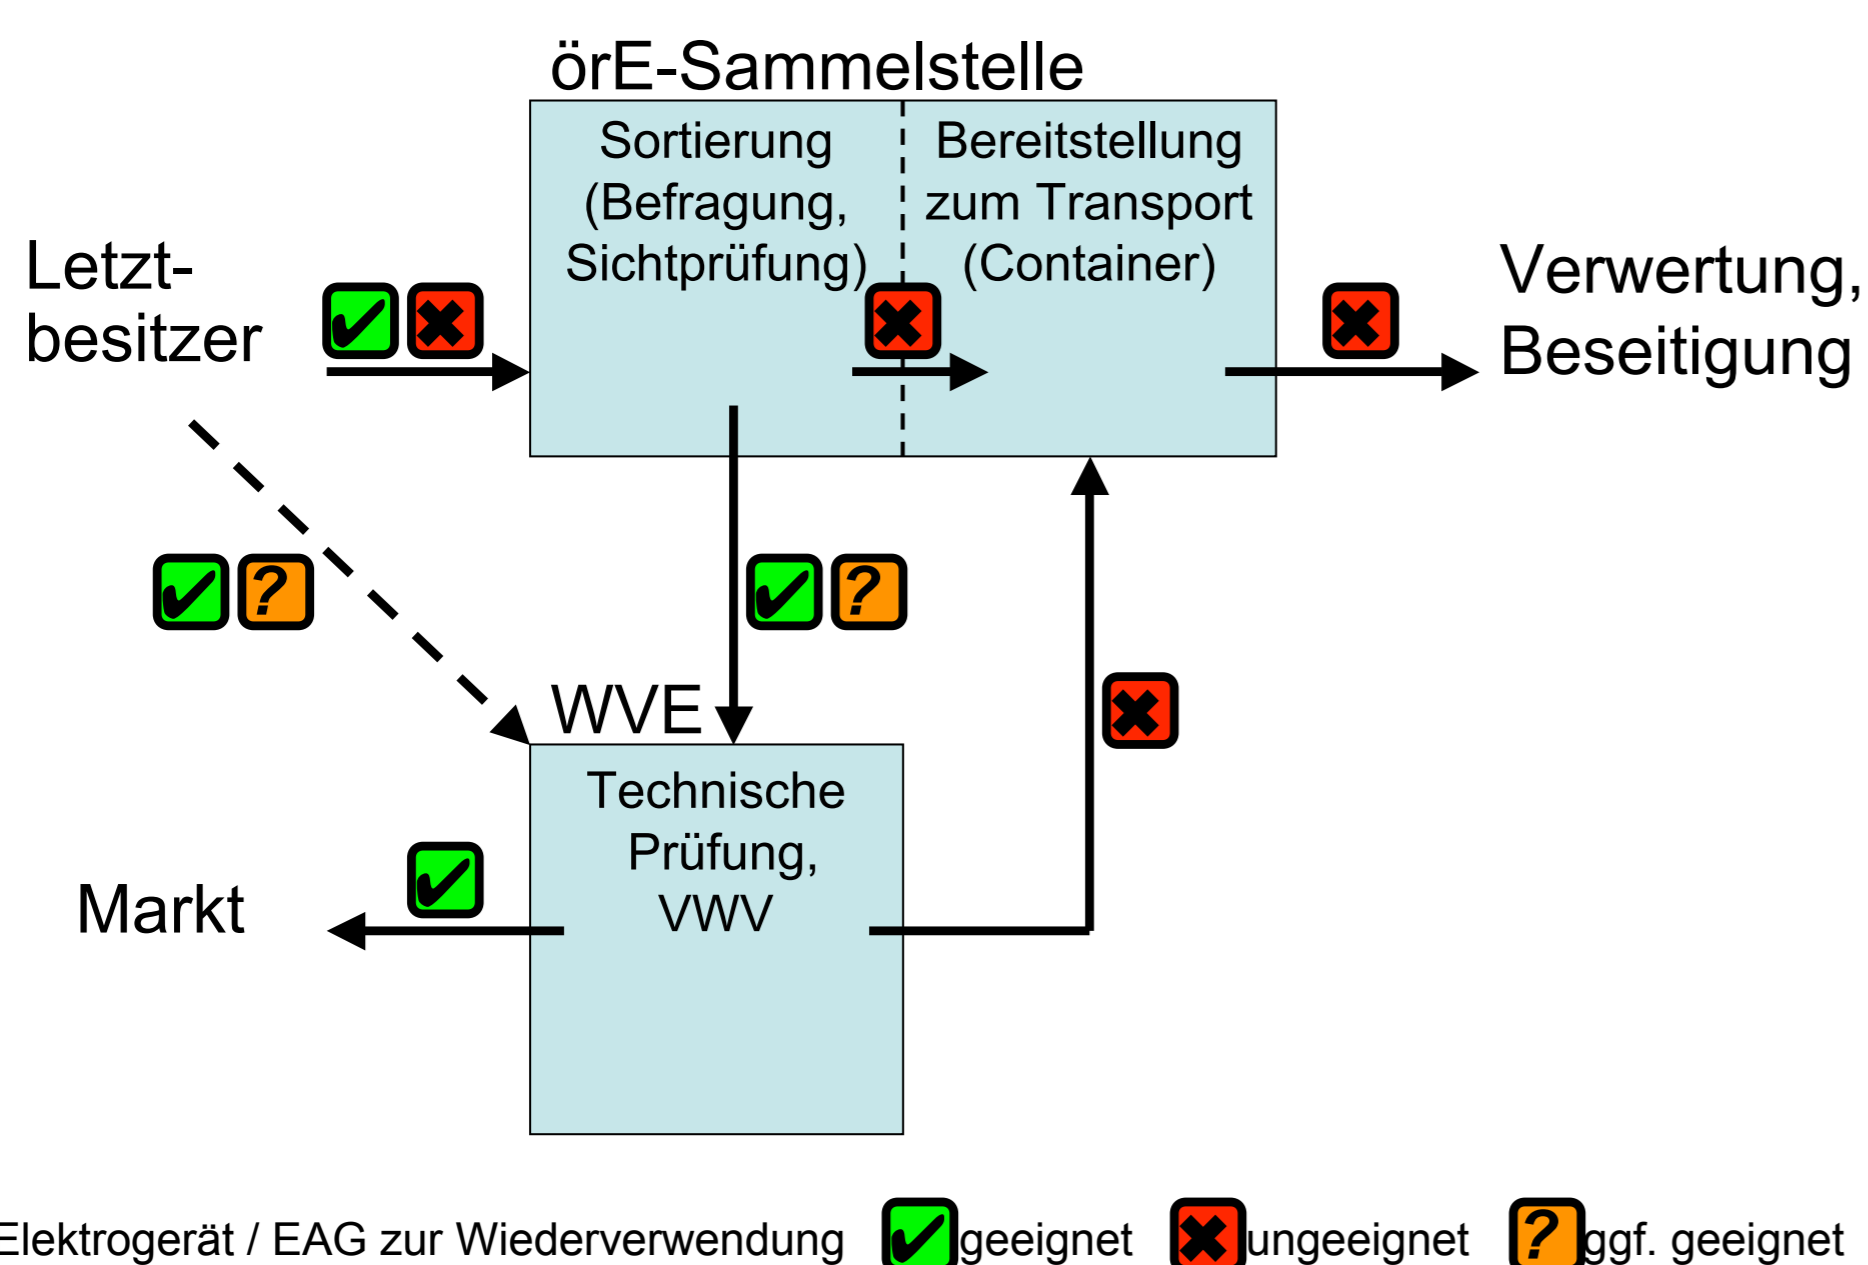 örE-Sammelstelle
Sortierung
(Befragung,
Sichtprüfung)
Bereitstellung
zum Transport
(Container)
Letzt-
besitzer
Verwertung,
Beseitigung
?
?
WVE
Technische
Prüfung,
VWV
Markt
Elektrogerät / EAG zur Wiederverwendung
geeignet
ungeeignet
?
ggf. geeignet